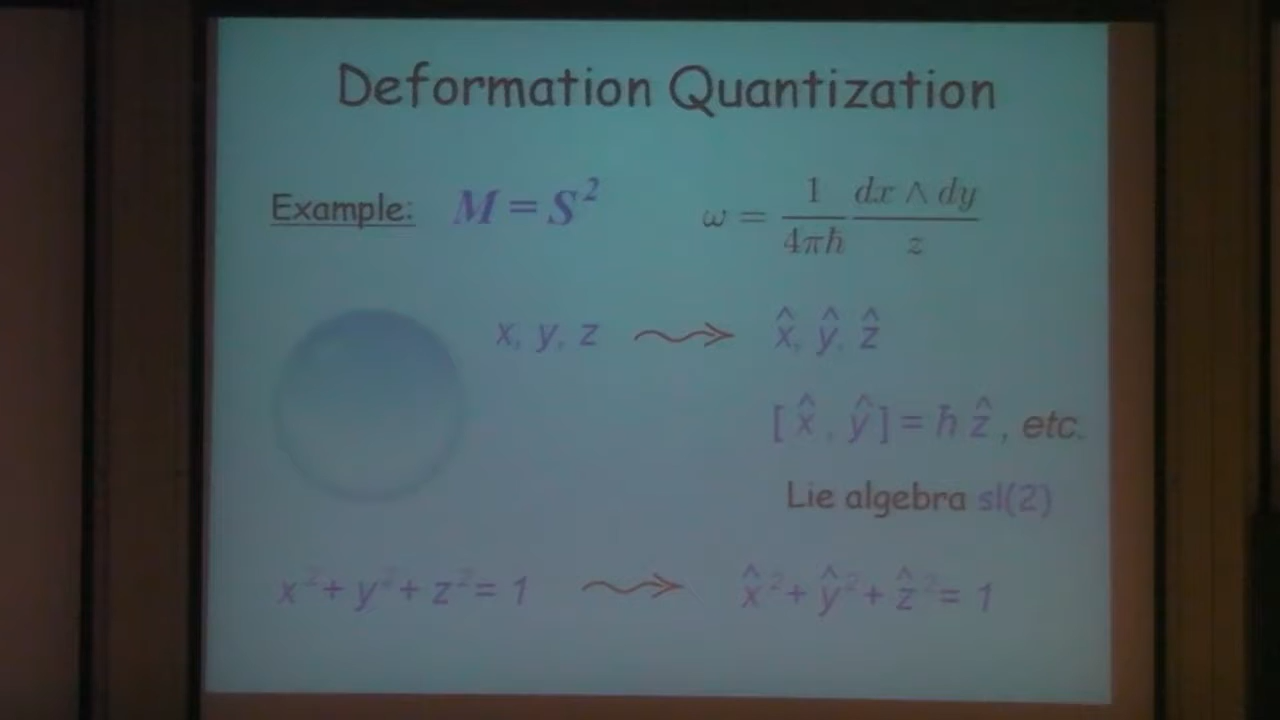 Deformation Quantization
Example: M = S² ω = 1/4πħ dx ∧ dy/z
x, y, z ⇝ x̂, ŷ, ẑ
[x̂, ŷ] = ħ ẑ, etc.
Lie algebra sl(2)
x² + y² + z² = 1 ⇝ x̂² + ŷ² + ẑ² = 1